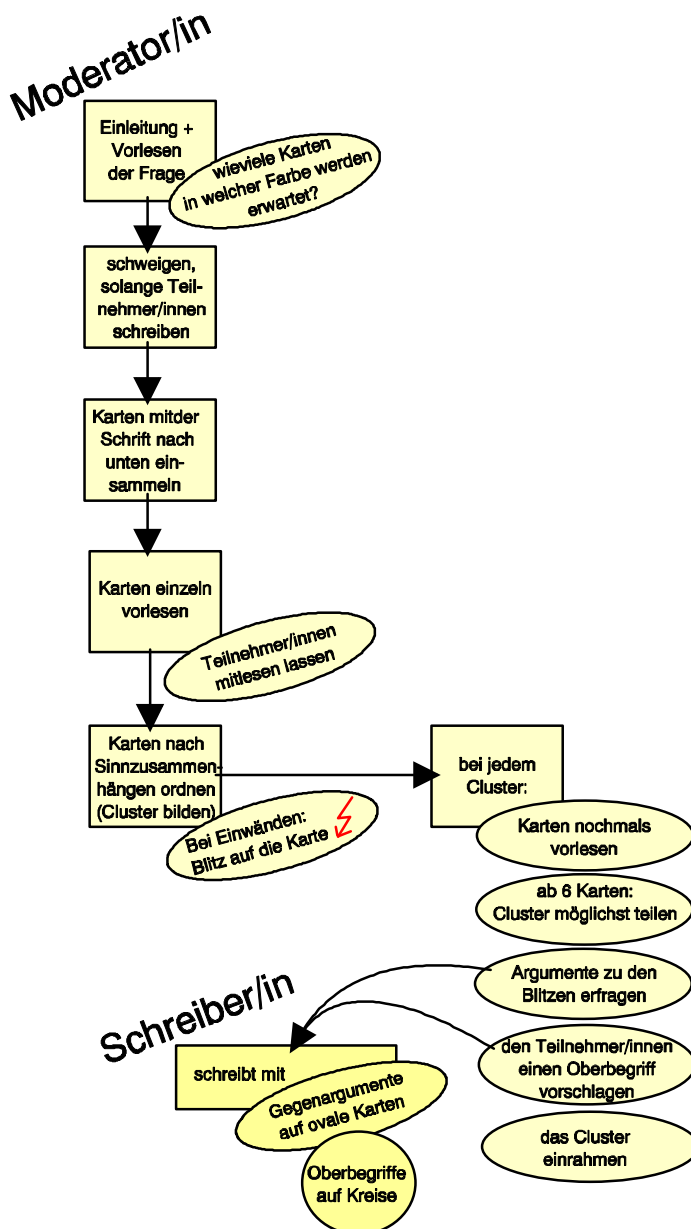 Moderator/in
Einleitung +
Vorlesen
der Frage
wieviele Karten
in welcher Farbe werden
erwartet?
schweigen,
solange Teil-
nehmer/innen
schreiben
Karten mitder
Schrift nach
unten ein-
sammeln
Karten einzeln
vorlesen
Teilnehmer/innen
mitlesen lassen
Karten nach
Sinnzusammen-
hängen ordnen
(Cluster bilden)
Bei Einwänden:
Blitz auf die Karte
bei jedem
Cluster:
Karten nochmals
vorlesen
ab 6 Karten:
Cluster möglichst teilen
Argumente zu den
Blitzen erfragen
den Teilnehmer/innen
einen Oberbegriff
vorschlagen
das Cluster
einrahmen
Schreiber/in
schreibt mit
Gegenargumente
auf ovale Karten
Oberbegriffe
auf Kreise